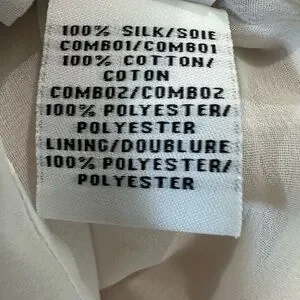 100% SILK/SOIE
COMBO1/COMBO1
100% COTTON/
COTON
COMBO2/COMBO2
100% POLYESTER/
POLYESTER
LINING/DOUBLURE
100% POLYESTER/
POLYESTER